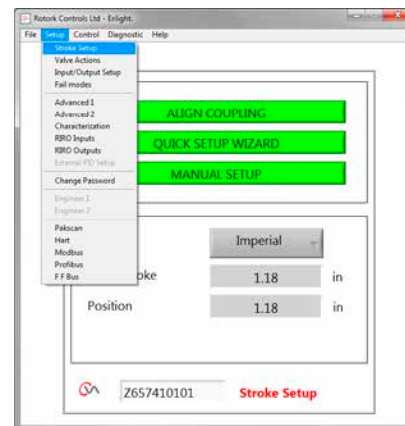 Rotork Controls Ltd - Enlight.
File Setup Control Diagnostic Help
Stroke Setup
Valve Actions
Input/Output Setup
Fail modes
Advanced 1
Advanced 2
Characterization
RIRO Inputs
RIRO Outputs
External PID Setup
Change Password
Engineer 1
Engineer 2
Pakscan
Hart
Modbus
Profibus
F F Bus
ALIGN COUPLING
QUICK SETUP WIZARD
MANUAL SETUP
Imperial
oke 1.18 in
Position 1.18 in
Z657410101 Stroke Setup